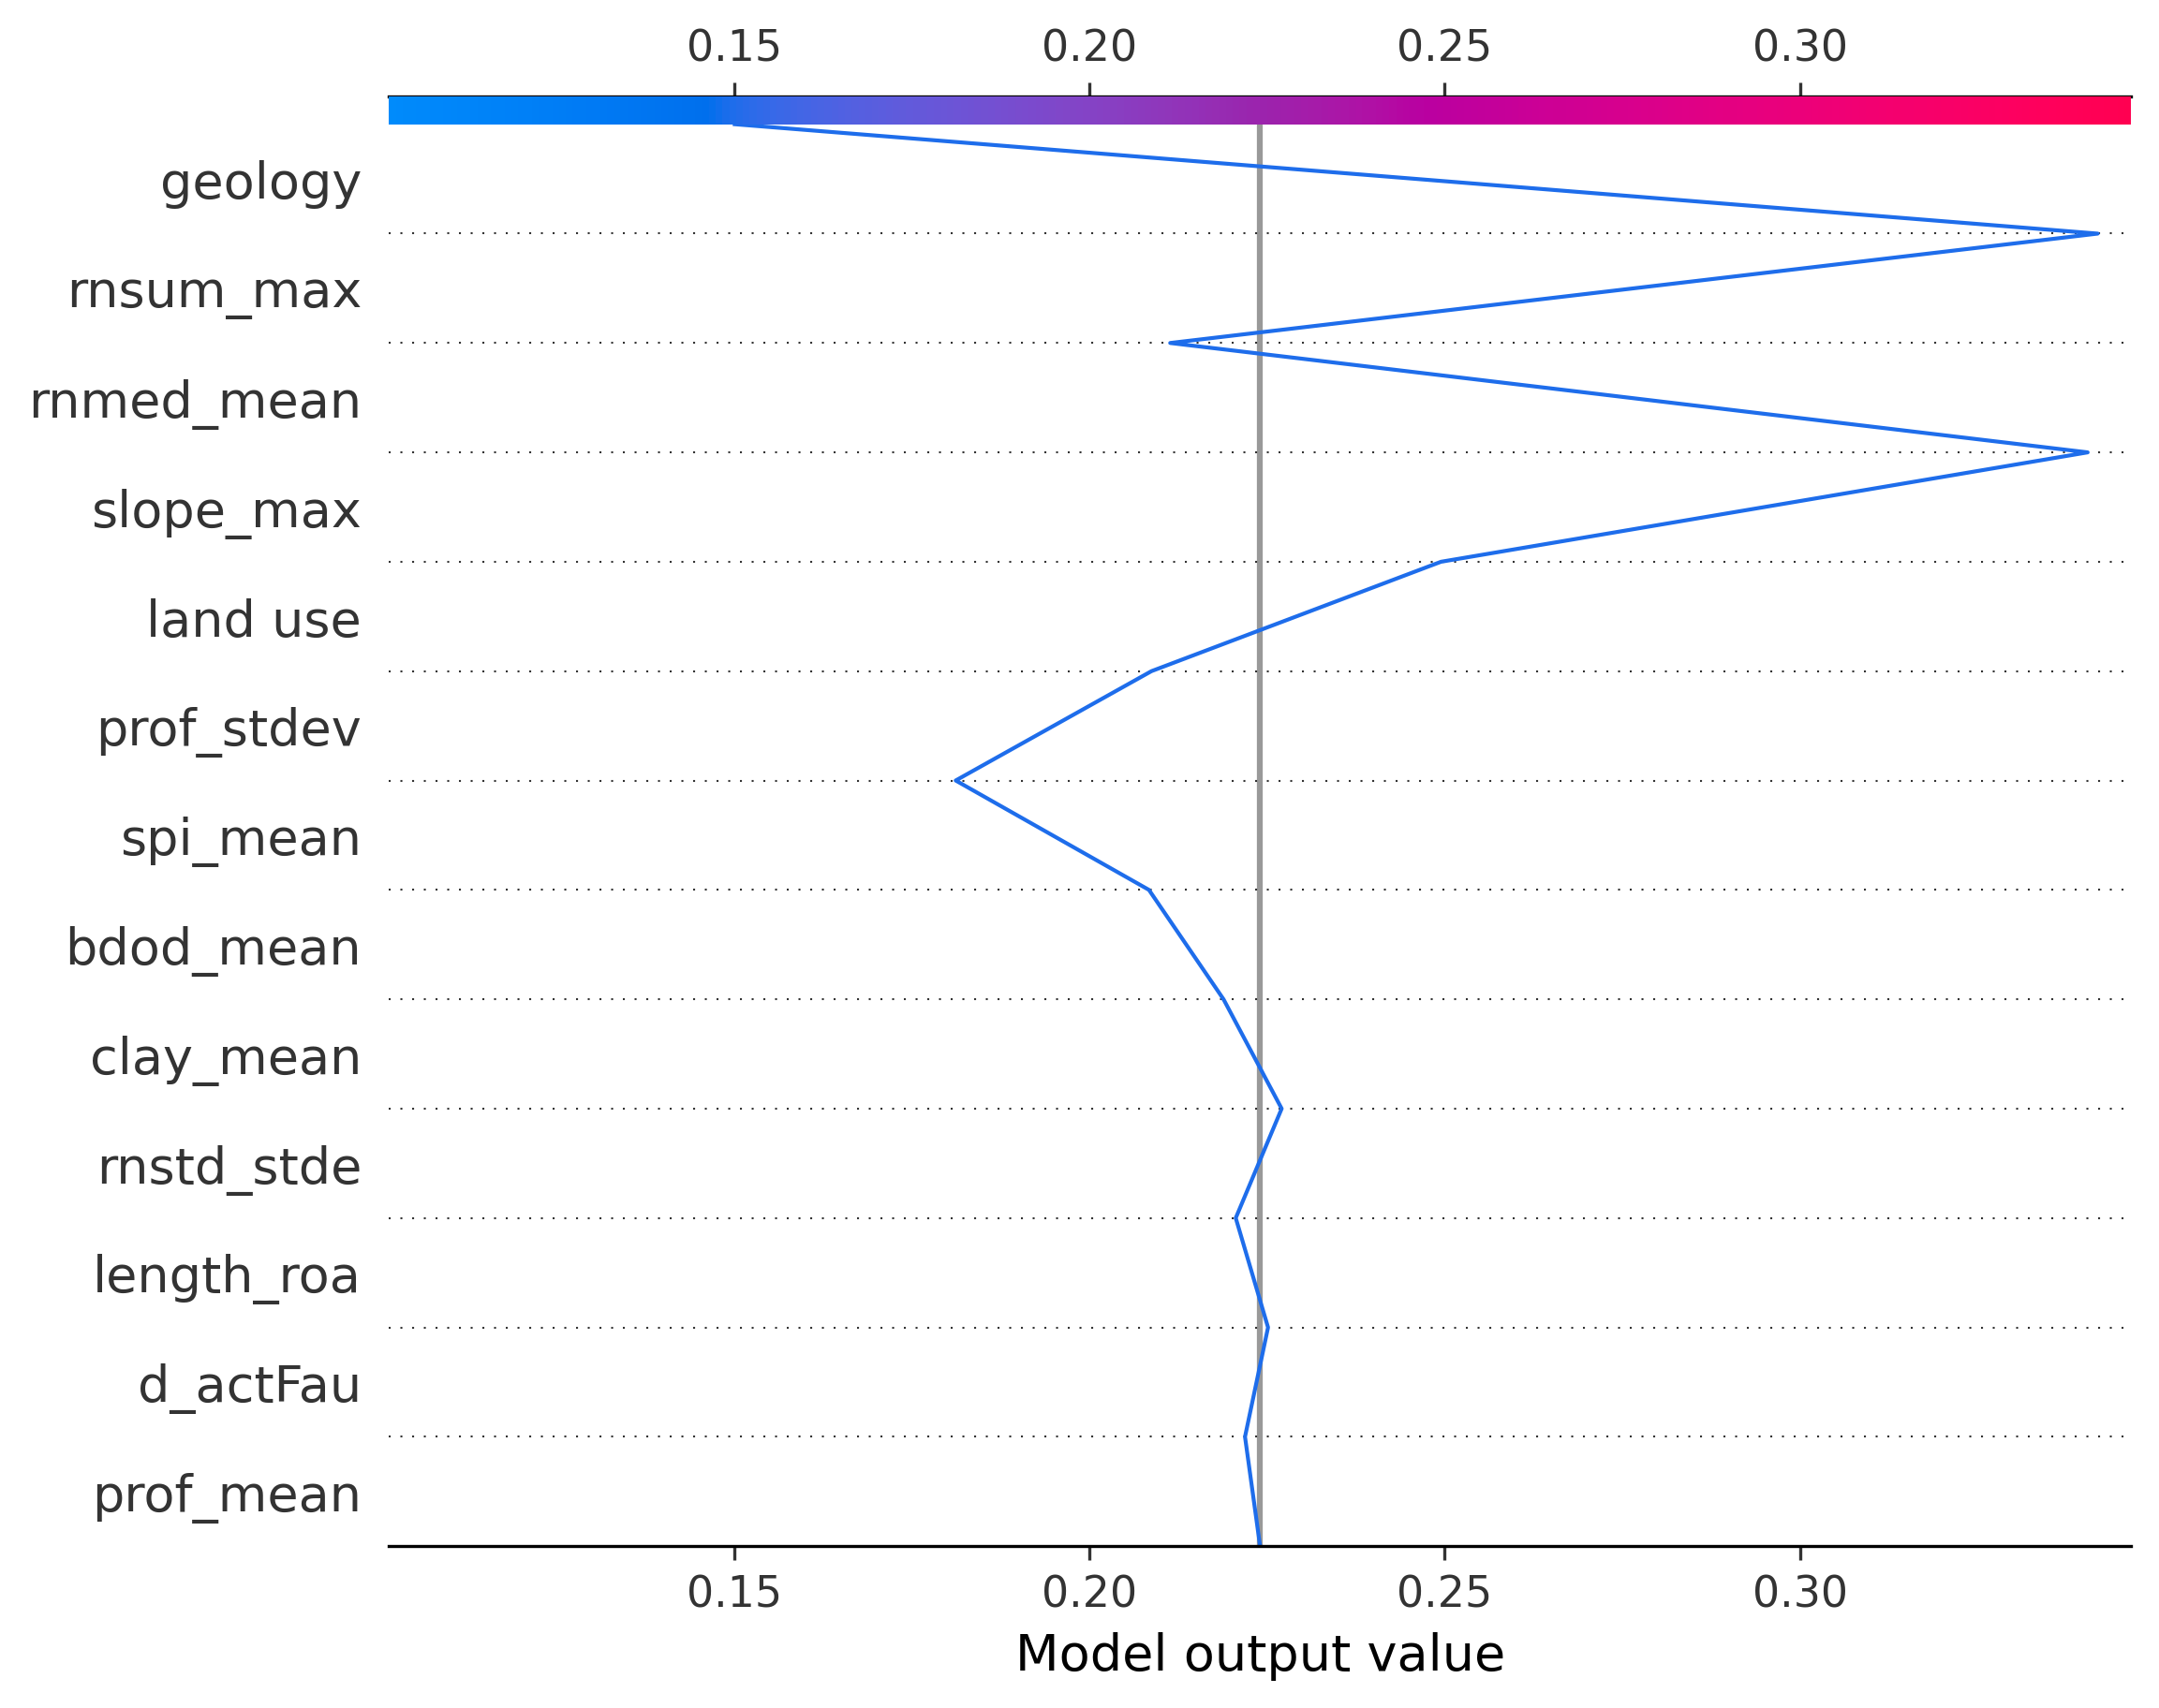 0.15 0.20 0.25 0.30
geology
rnsum_max
rnmed_mean
slope_max
land use
prof_stdev
spi_mean
bdod_mean
clay_mean
rnstd_stde
length_roa
d_actFau
prof_mean
0.15 0.20 0.25 0.30
Model output value